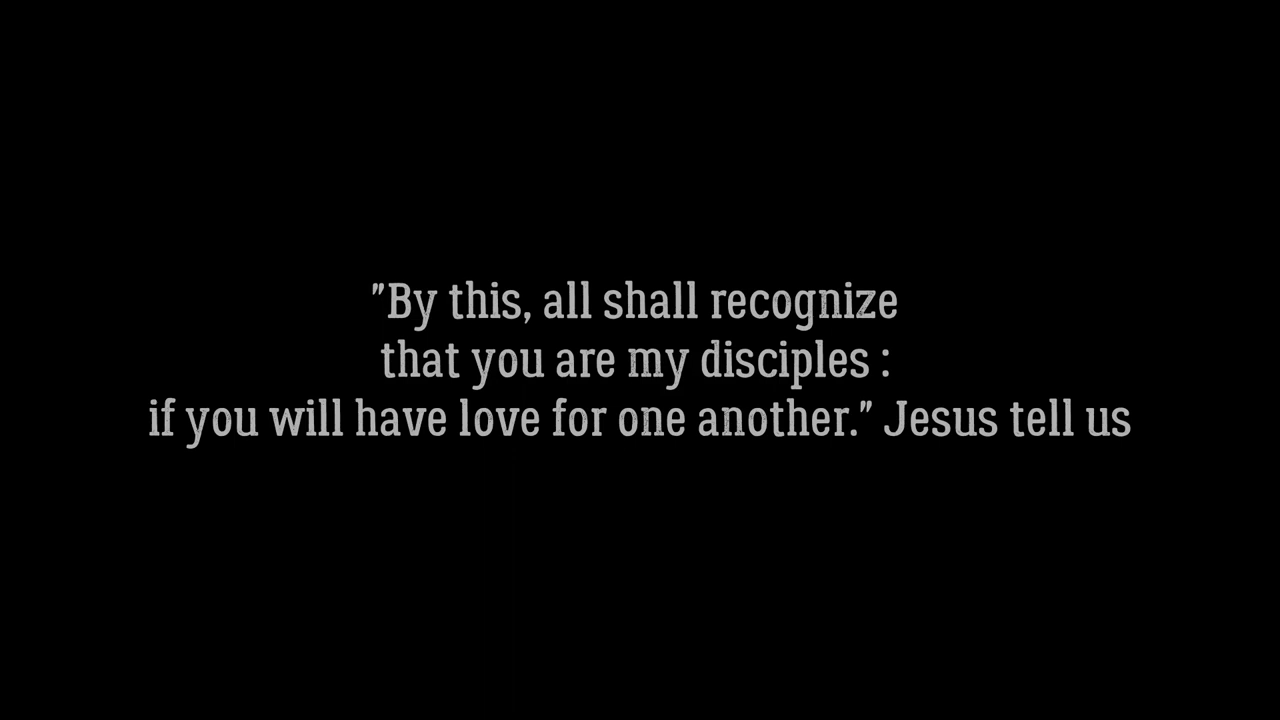 "By this, all shall recognize
that you are my disciples :
if you will have love for one another." Jesus tell us